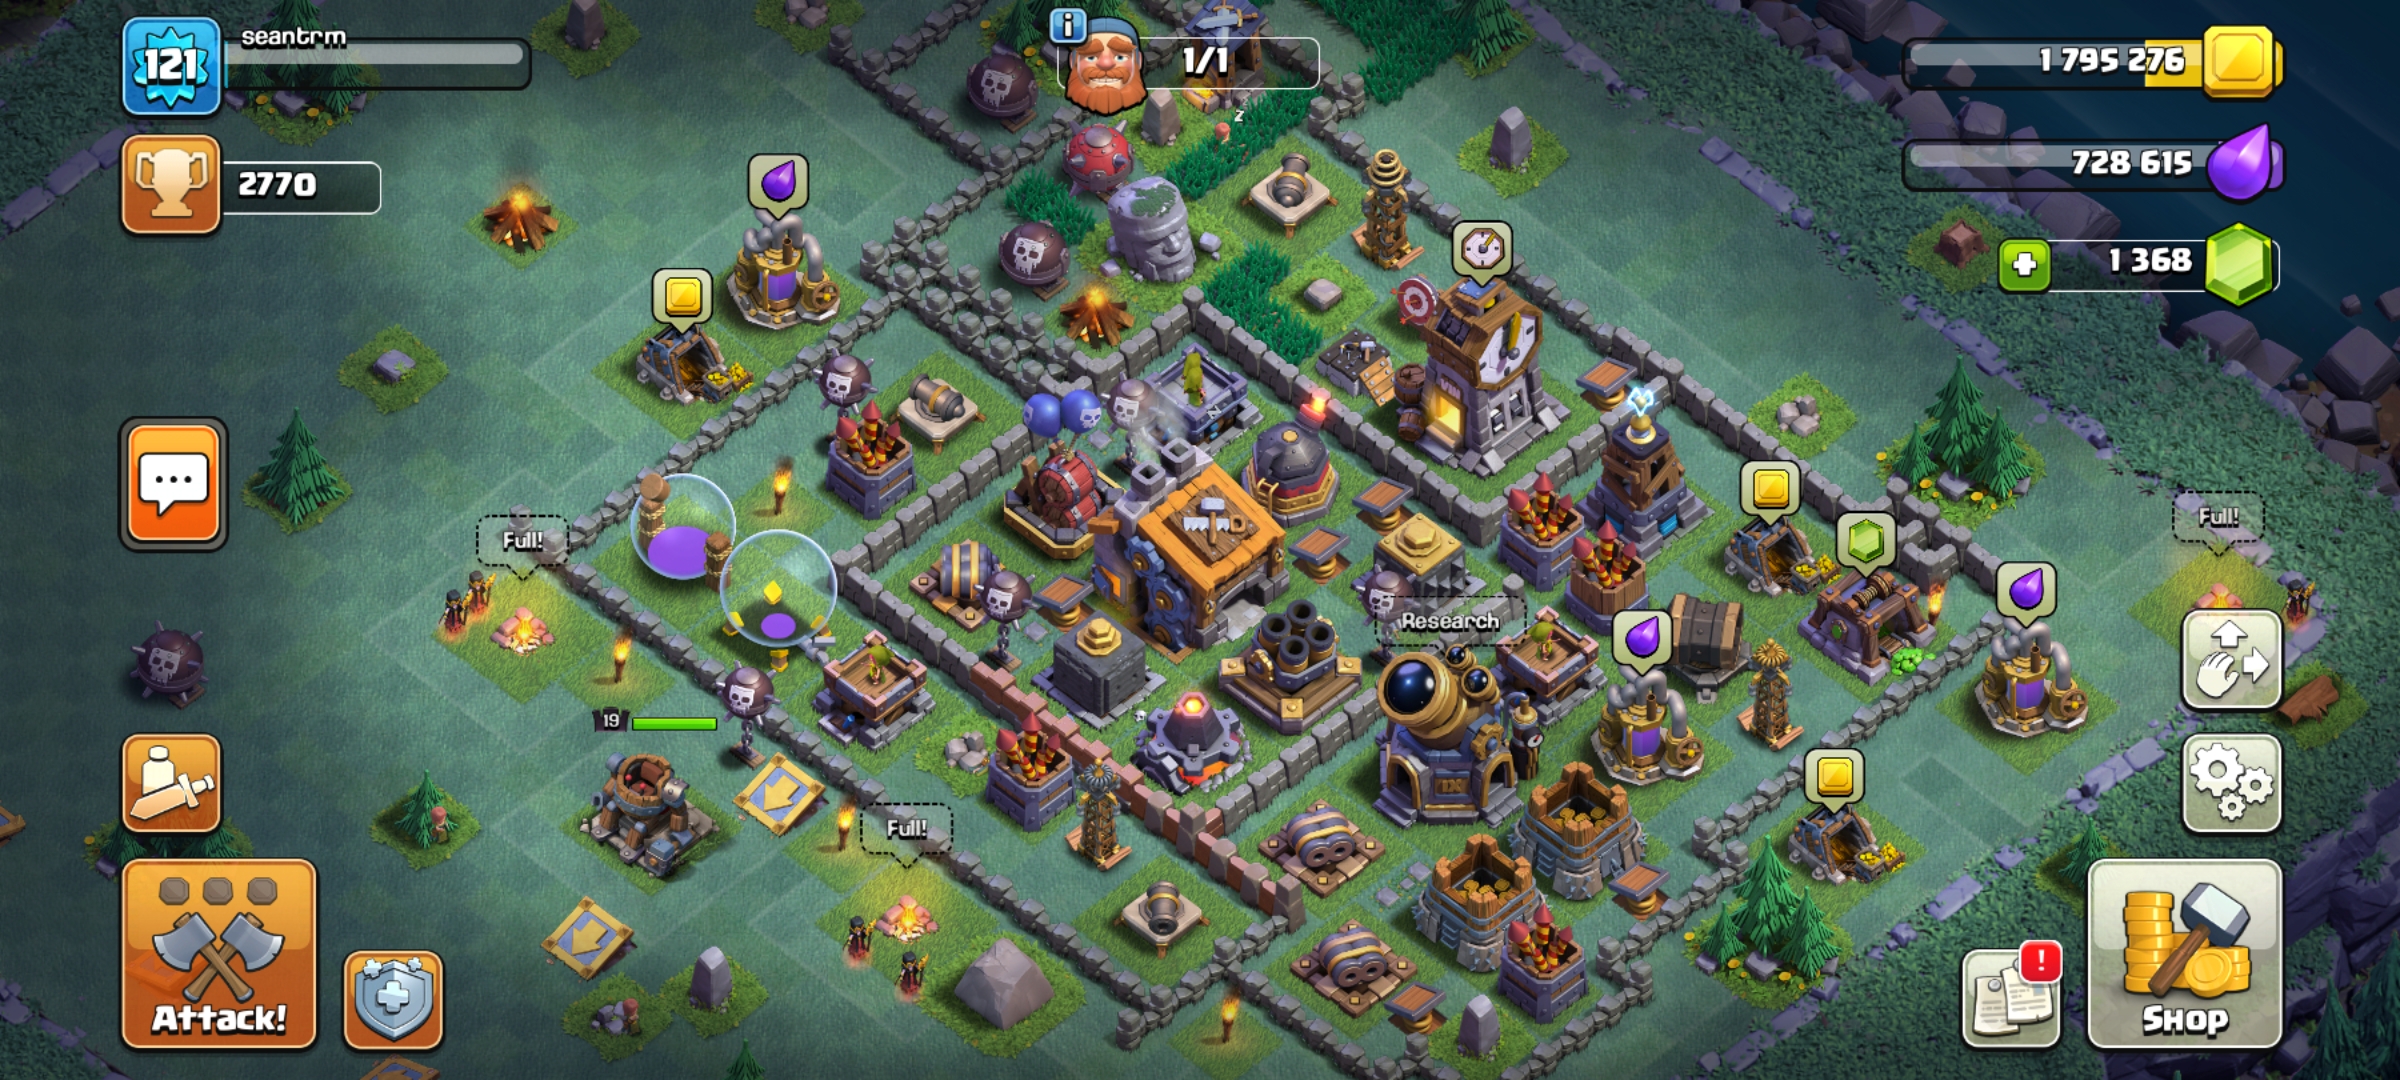 121
seantrm
i
1/1
1 795 276
2770
728 615
1 368
z
Full!
Full!
Research
19
Full!
IX
!
Attack!
Shop